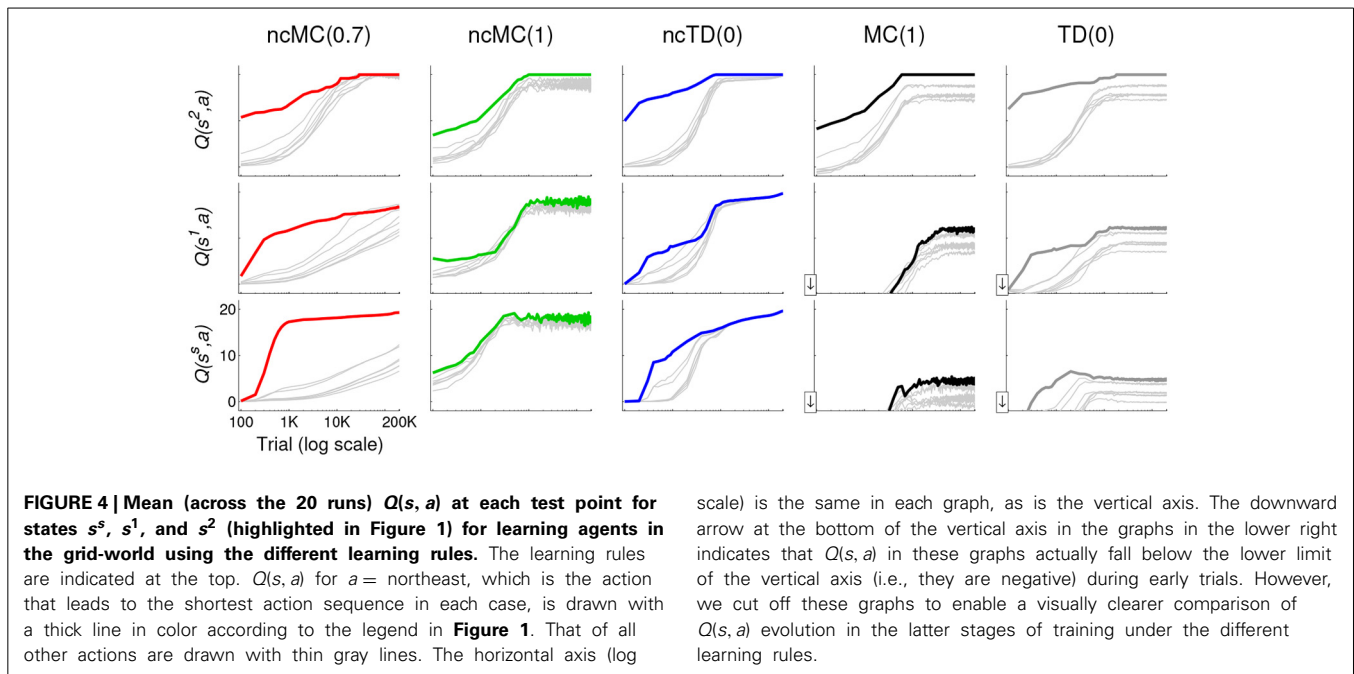 ncMC(0.7) ncMC(1) ncTD(0) MC(1) TD(0)
Q(s², a)
Q(s¹, a)
↓ ↓
Q(sˢ, a)
20
10
0
↓ ↓
100 1K 10K 200K
Trial (log scale)
FIGURE 4 | Mean (across the 20 runs) Q(s, a) at each test point for
states sˢ, s¹, and s² (highlighted in Figure 1) for learning agents in
the grid-world using the different learning rules. The learning rules
are indicated at the top. Q(s, a) for a = northeast, which is the action
that leads to the shortest action sequence in each case, is drawn with
a thick line in color according to the legend in Figure 1. That of all
other actions are drawn with thin gray lines. The horizontal axis (log
scale) is the same in each graph, as is the vertical axis. The downward
arrow at the bottom of the vertical axis in the graphs in the lower right
indicates that Q(s, a) in these graphs actually fall below the lower limit
of the vertical axis (i.e., they are negative) during early trials. However,
we cut off these graphs to enable a visually clearer comparison of
Q(s, a) evolution in the latter stages of training under the different
learning rules.